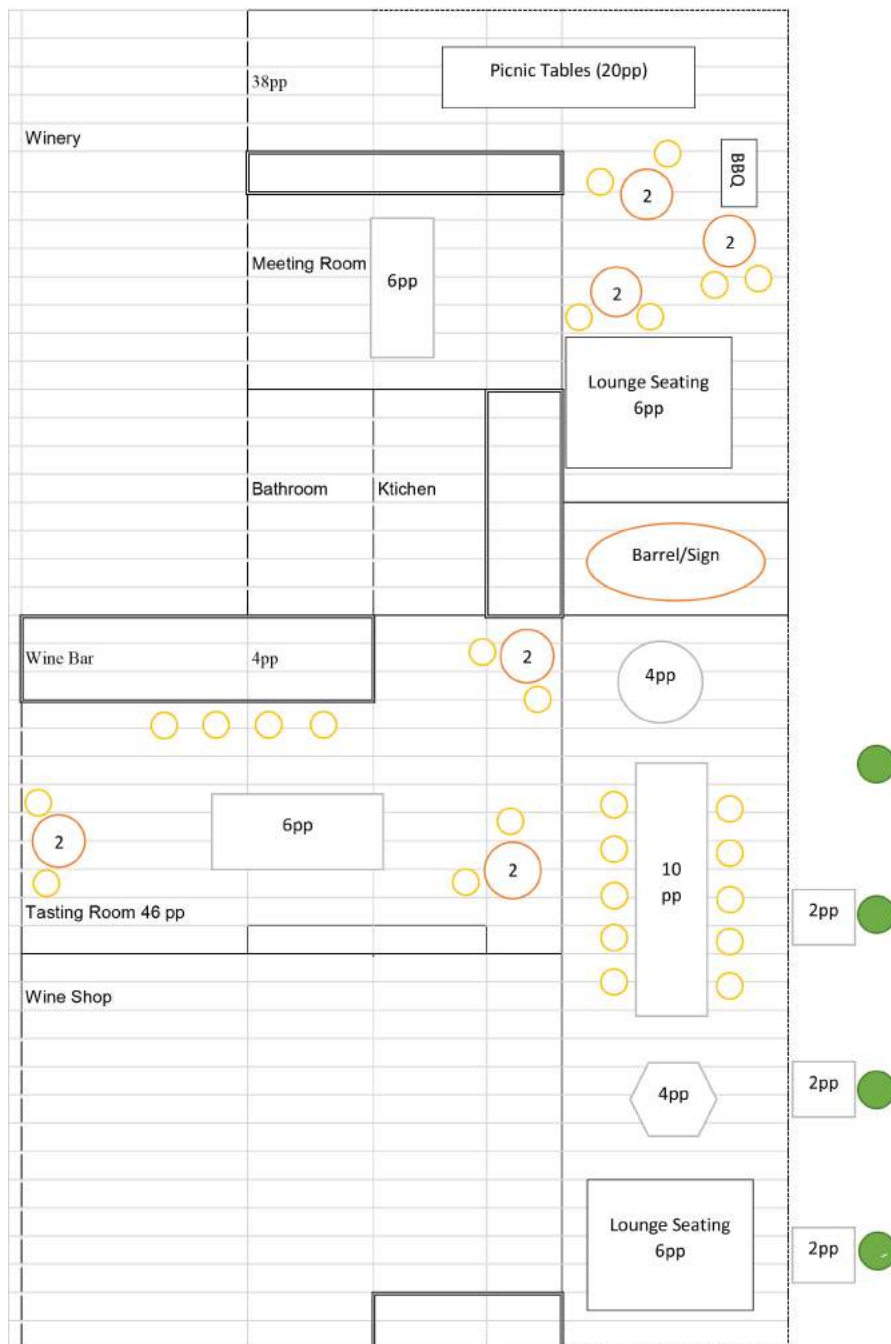 Picnic Tables (20pp)
38pp
Winery
BBQ
2
2
Meeting Room
6pp
2
Lounge Seating
6pp
Bathroom
Ktichen
Barrel/Sign
Wine Bar
4pp
2
4pp
6pp
2
2
10
pp
Tasting Room 46 pp
2pp
Wine Shop
4pp
2pp
Lounge Seating
6pp
2pp